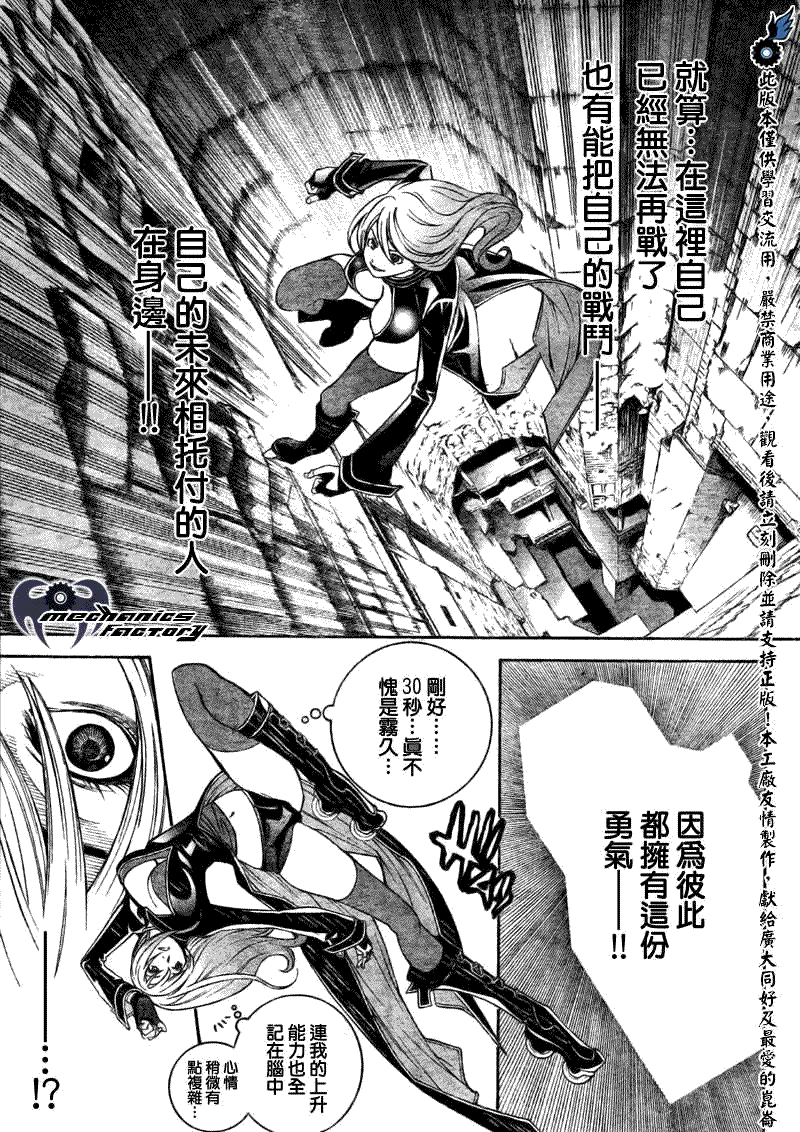 就算…在這裡自己
已經無法再戰了
也有能把自己的戰鬥——
自己的未來相托付的人
在身邊——!!
因爲彼此
都擁有這份
勇氣——!!
剛好……
30秒…眞不
愧是霧久…
連我的上升
能力也全
記在腦中
心情
稍微有
點複雜…
——…!?
mechanics
factory
此版本僅供學習交流用，嚴禁商業用途！觀看後請立刻刪除並請支持正版！本工廠友情製作，獻給廣大同好及最愛的崑崙